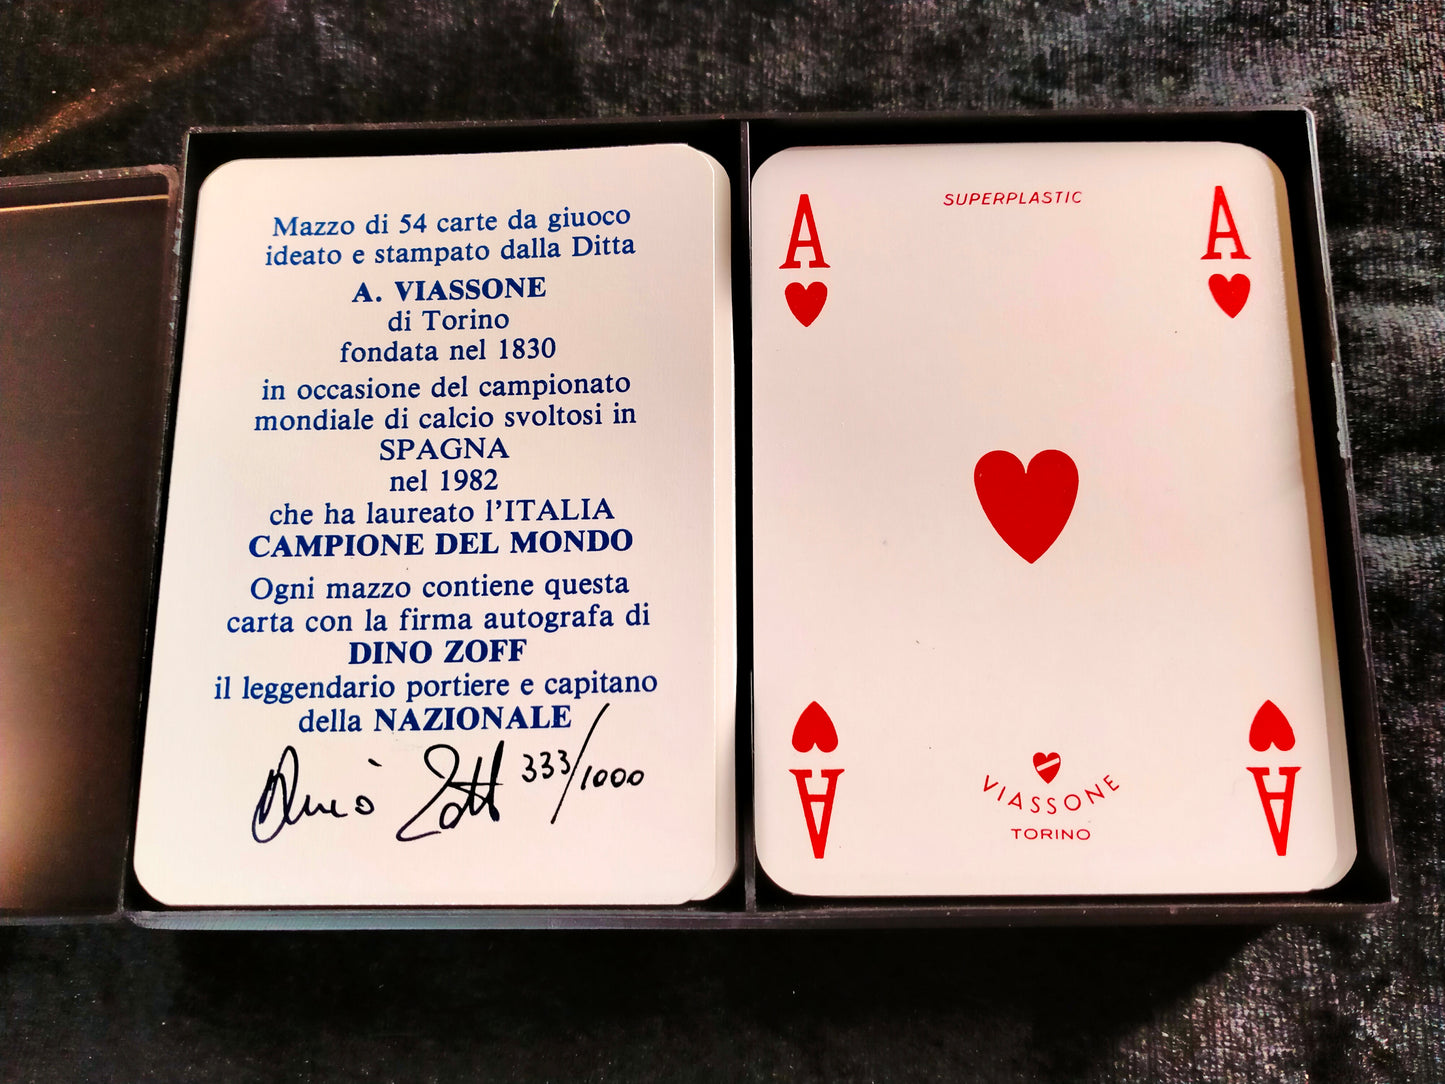 Mazzo di 54 carte da giuoco
ideato e stampato dalla Ditta
A. VIASSONE
di Torino
fondata nel 1830
in occasione del campionato
mondiale di calcio svoltosi in
SPAGNA
nel 1982
che ha laureato l'ITALIA
CAMPIONE DEL MONDO
Ogni mazzo contiene questa
carta con la firma autografa di
DINO ZOFF
il leggendario portiere e capitano
della NAZIONALE
Dino Zoff 333/1000
A
SUPERPLASTIC
A
VIASSONE
TORINO
A
A